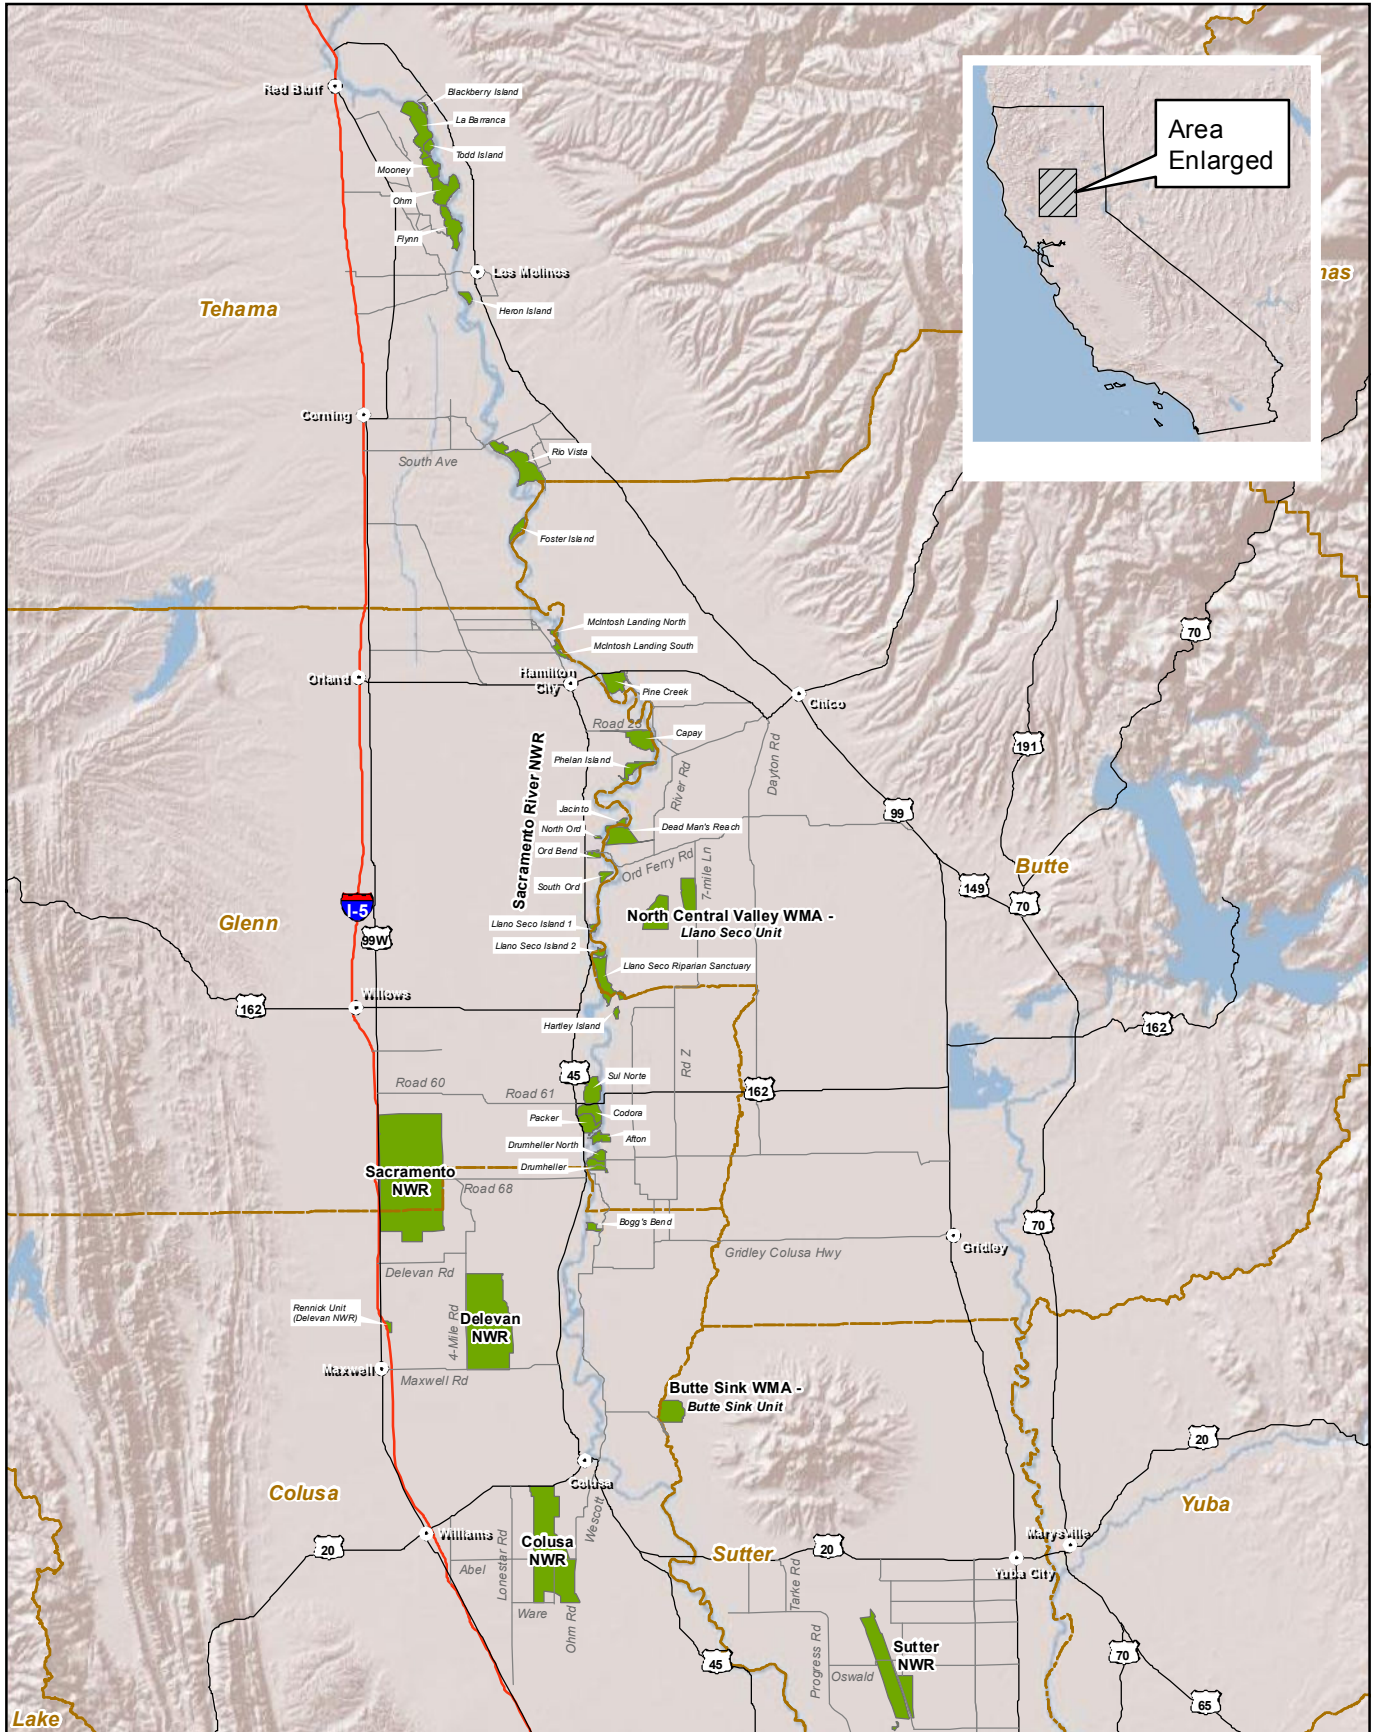 Red Bluff
Blackberry Island
La Barranca
Todd Island
Mooney
Ohm
Flynn
Los Molinos
Heron Island
Tehama
Area
Enlarged
nas
Corning
South Ave
Rio Vista
Foster Island
McIntosh Landing North
McIntosh Landing South
70
Orland
Hamilton
City
Pine Creek
Chico
Road 23
Capay
191
Sacramento River NWR
Phelan Island
River Rd
Dayton Rd
Jacinto
North Ord
Dead Man's Reach
99
Ord Bend
Ord Ferry Rd
7-mile Ln
South Ord
Butte
149
70
I-5
Glenn
99W
North Central Valley WMA -
Llano Seco Unit
Llano Seco Island 1
Llano Seco Island 2
Llano Seco Riparian Sanctuary
162
Willows
Hartley Island
162
45
Rd Z
Road 60
Road 61
Sul Norte
162
Packer
Codora
Afton
Drumheller North
Drumheller
Sacramento
NWR
Road 68
Bogg's Bend
70
Gridley
Gridley Colusa Hwy
Delevan Rd
Rennick Unit
(Delevan NWR)
4-Mile Rd
Delevan
NWR
Maxwell
Maxwell Rd
Butte Sink WMA -
Butte Sink Unit
20
Colusa
Colusa
Yuba
Wescott
Williams
20
Lonestar Rd
Abel
Colusa
NWR
Ware
Ohm Rd
Sutter
20
Marysville
Yuba City
Tarke Rd
Progress Rd
Oswald
Sutter
NWR
45
70
65
Lake